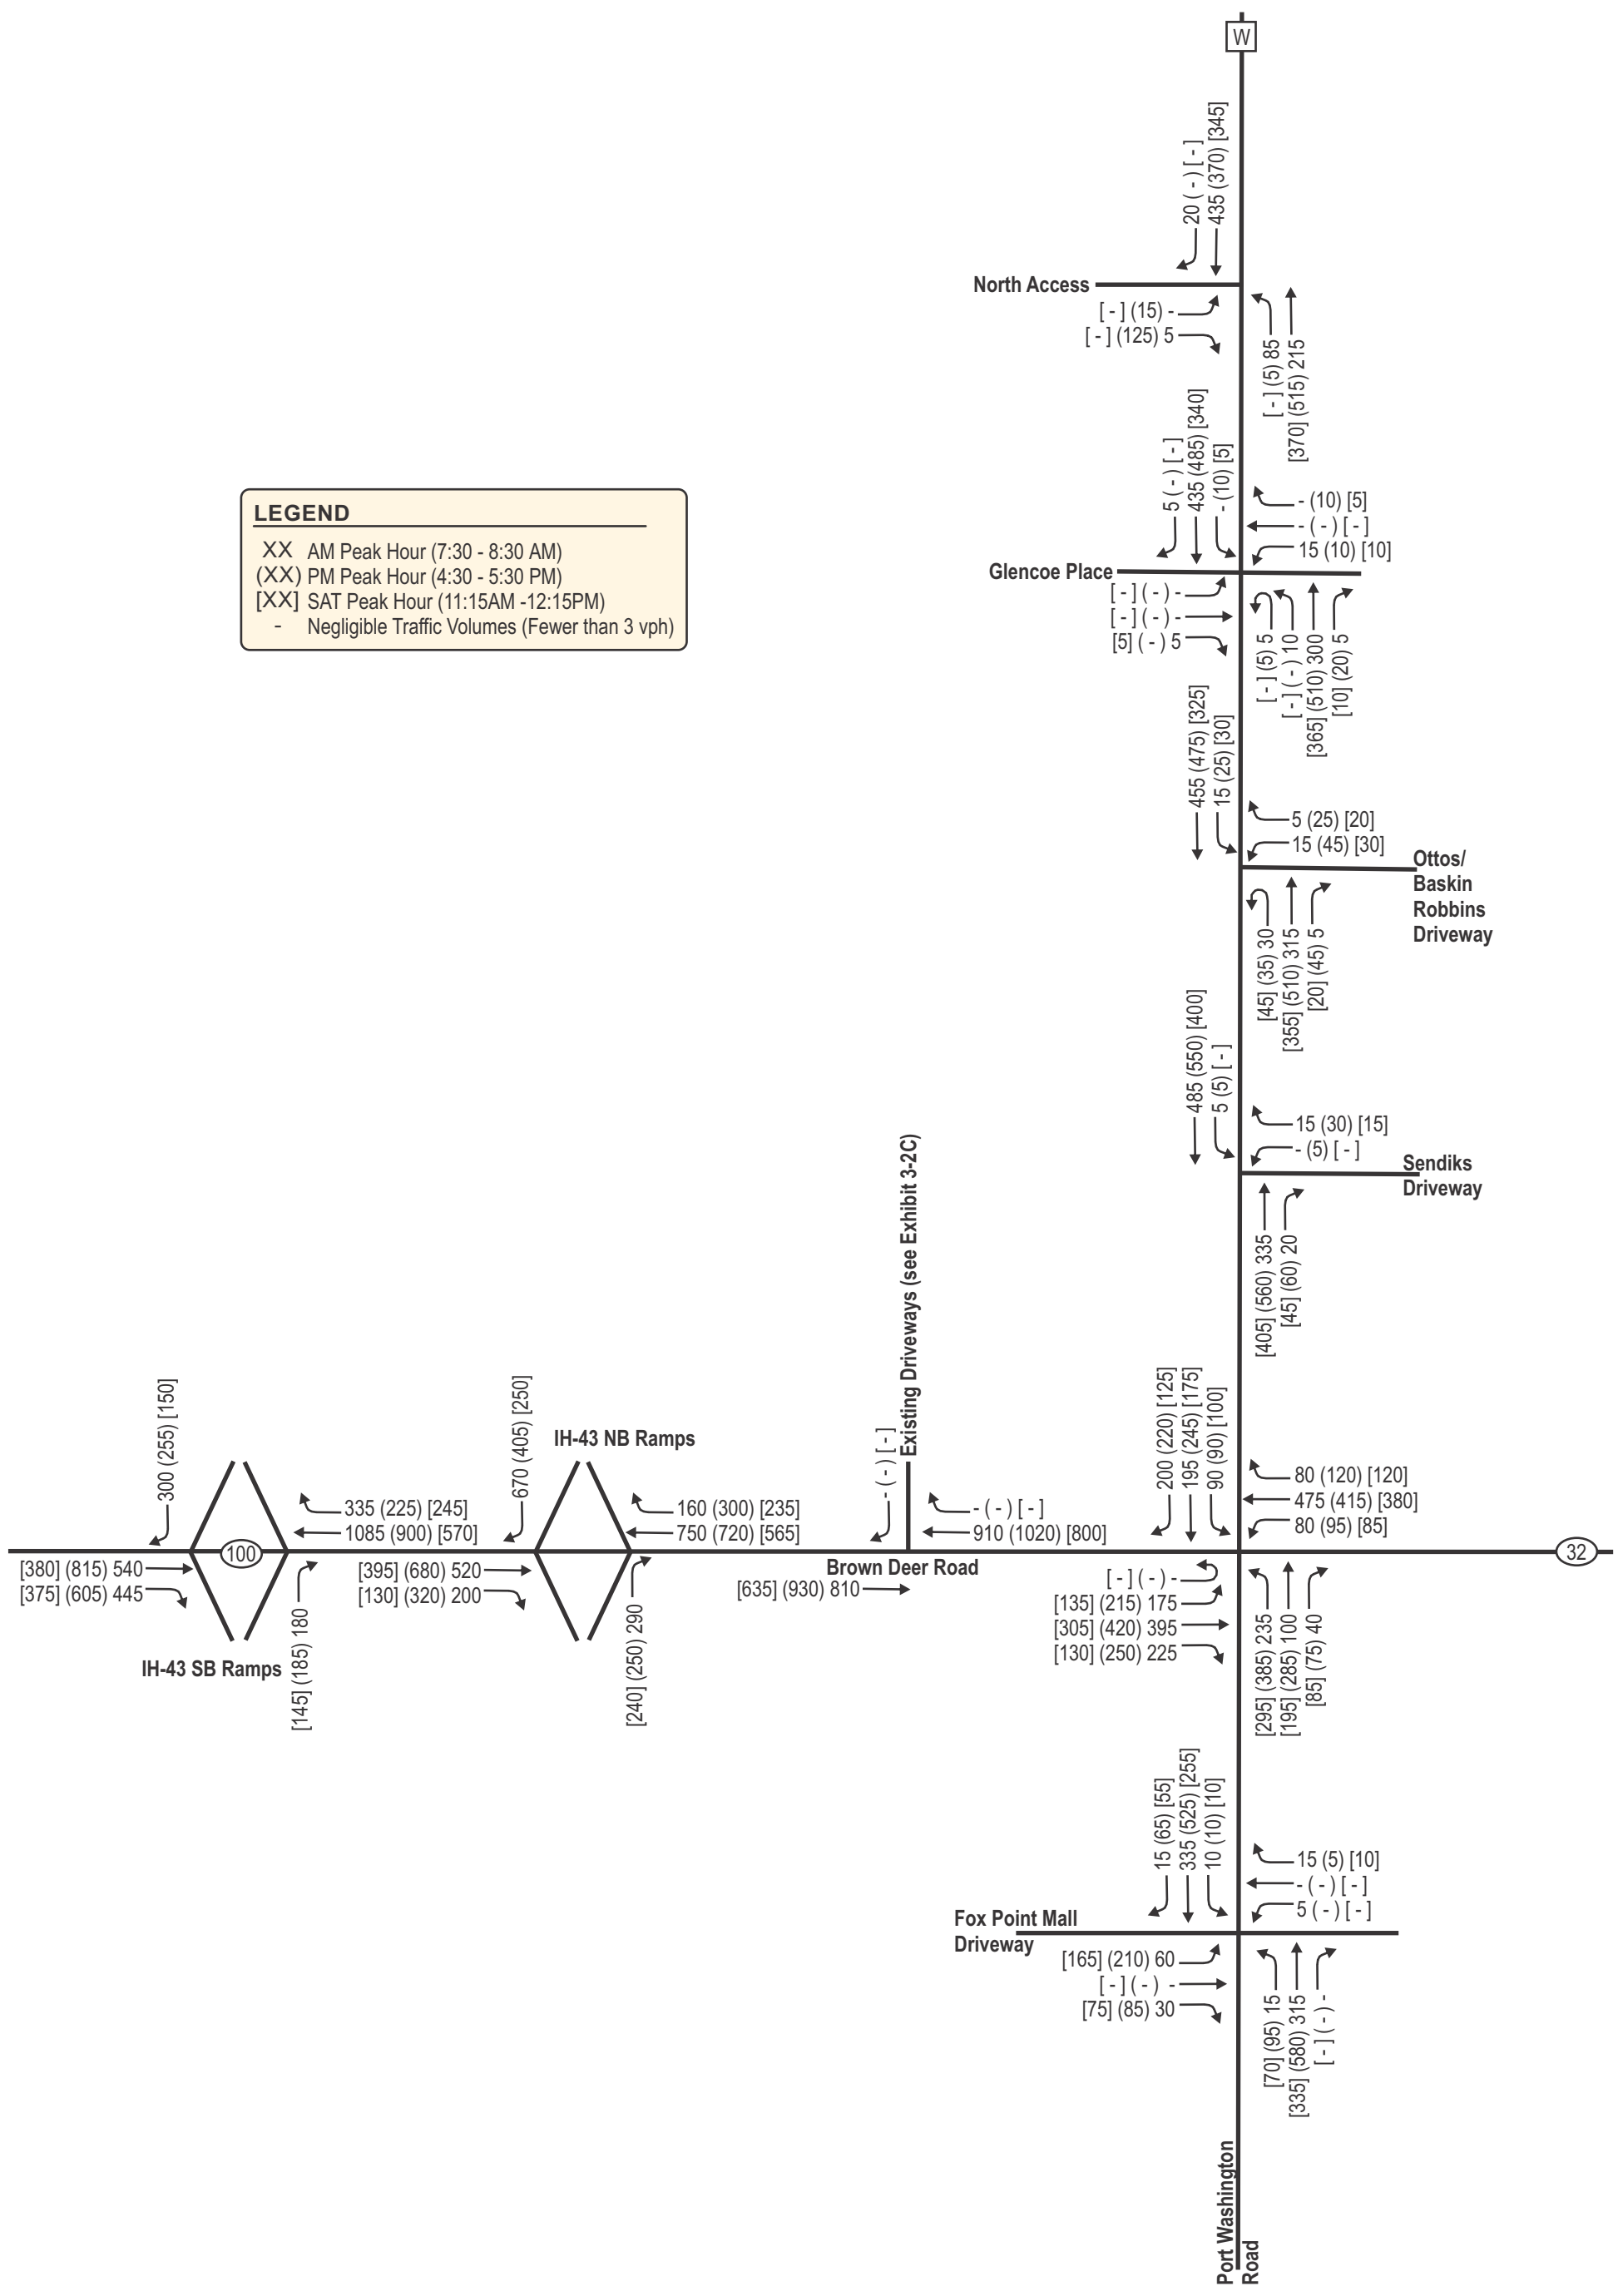 W
20 ( - ) [ - ]
435 (370) [345]
North Access
[ - ] (15) -
[ - ] (125) 5
[ - ] (5) 85
[370] (515) 215
5 ( - ) [ - ]
435 (485) [340]
- (10) [5]
- (10) [5]
- ( - ) [ - ]
15 (10) [10]
Glencoe Place
[ - ] ( - ) -
[ - ] ( - ) -
[5] ( - ) 5
[ - ] (5) 5
[ - ] ( - ) 10
[365] (510) 300
[10] (20) 5
LEGEND
XX AM Peak Hour (7:30 - 8:30 AM)
(XX) PM Peak Hour (4:30 - 5:30 PM)
[XX] SAT Peak Hour (11:15AM -12:15PM)
- Negligible Traffic Volumes (Fewer than 3 vph)
455 (475) [325]
15 (25) [30]
5 (25) [20]
15 (45) [30]
Ottos/
Baskin
Robbins
Driveway
[45] (35) 30
[355] (510) 315
[20] (45) 5
485 (550) [400]
5 (5) [ - ]
15 (30) [15]
- (5) [ - ]
Sendiks
Driveway
[405] (560) 335
[45] (60) 20
300 (255) [150]
335 (225) [245]
1085 (900) [570]
100
[380] (815) 540
[375] (605) 445
IH-43 SB Ramps
[145] (185) 180
670 (405) [250]
IH-43 NB Ramps
160 (300) [235]
750 (720) [565]
[395] (680) 520
[130] (320) 200
[240] (250) 290
Existing Driveways (see Exhibit 3-2C)
- ( - ) [ - ]
- ( - ) [ - ]
910 (1020) [800]
Brown Deer Road
[635] (930) 810
200 (220) [125]
195 (245) [175]
90 (90) [100]
80 (120) [120]
475 (415) [380]
80 (95) [85]
32
[ - ] ( - ) -
[135] (215) 175
[305] (420) 395
[130] (250) 225
[295] (385) 235
[195] (285) 100
[85] (75) 40
15 (65) [55]
335 (525) [255]
10 (10) [10]
15 (5) [10]
- ( - ) [ - ]
5 ( - ) [ - ]
Fox Point Mall
Driveway
[165] (210) 60
[ - ] ( - ) -
[75] (85) 30
[70] (95) 15
[335] (580) 315
[ - ] ( - ) -
Port Washington
Road